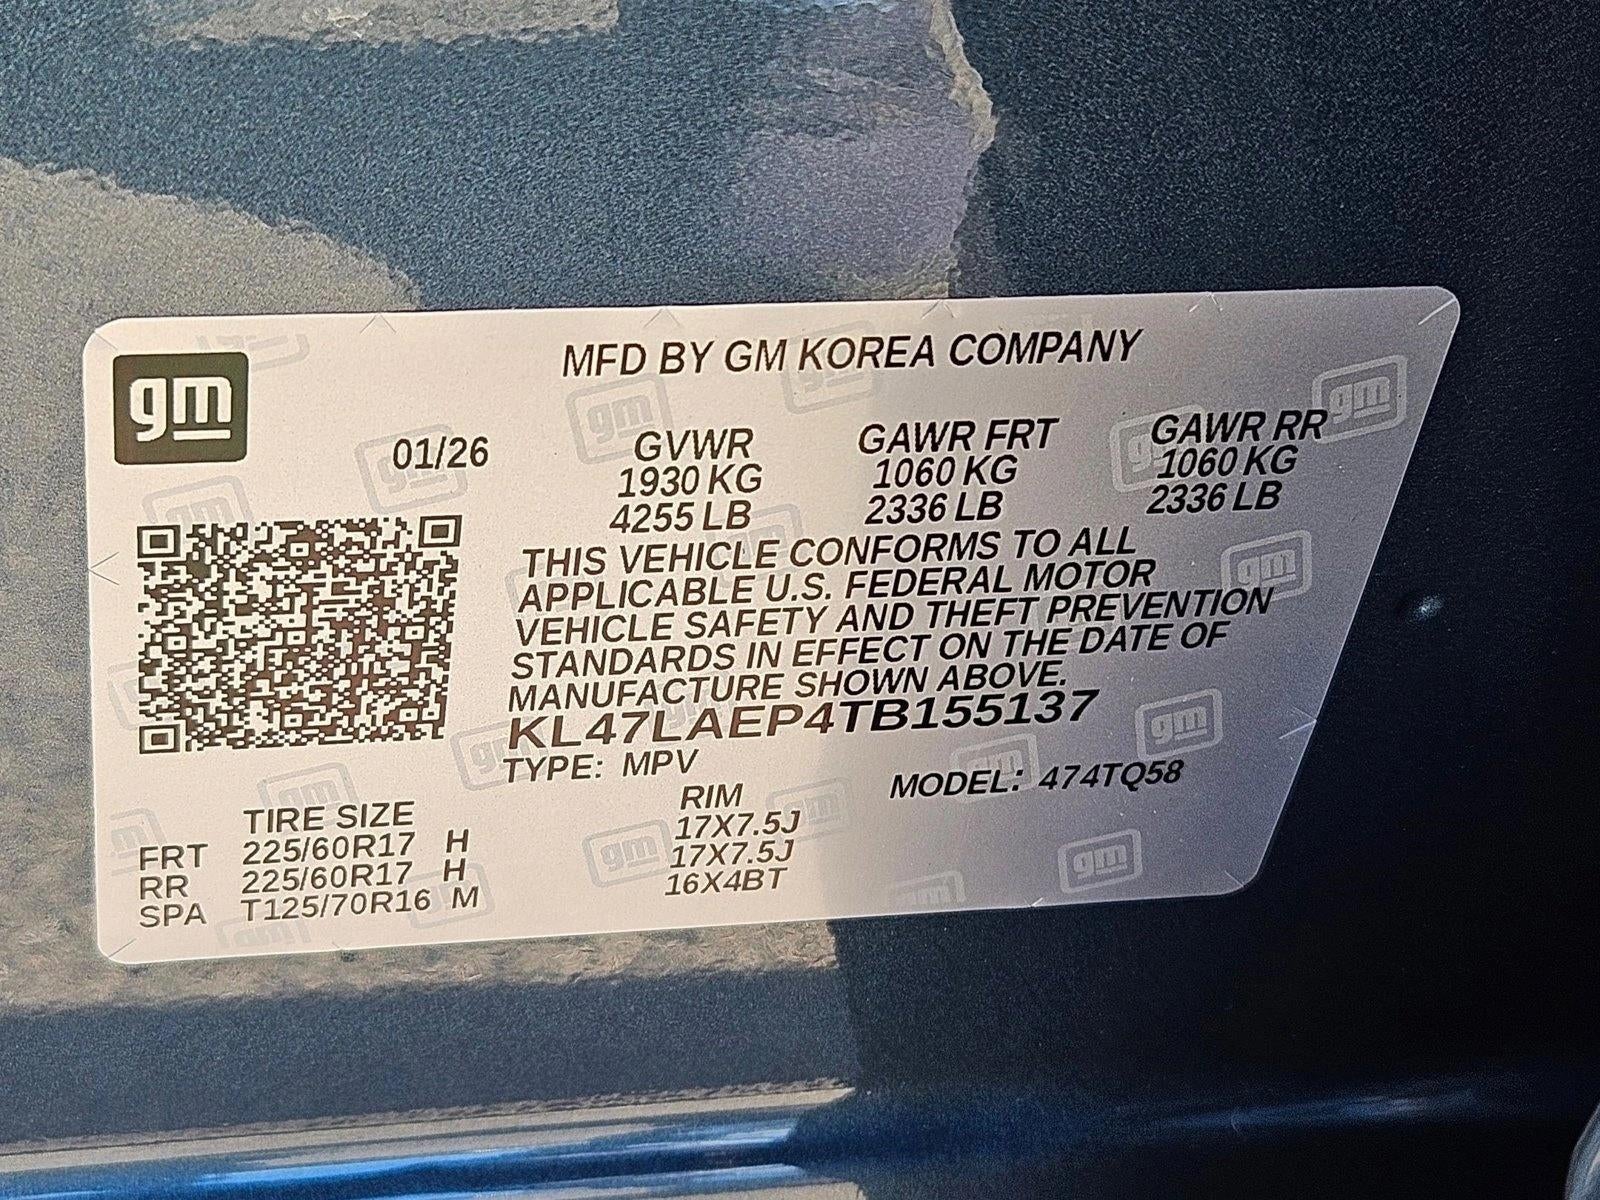 gm
MFD BY GM KOREA COMPANY
01/26 GVWR GAWR FRT GAWR RR
1930 KG 1060 KG 1060 KG
4255 LB 2336 LB 2336 LB
THIS VEHICLE CONFORMS TO ALL
APPLICABLE U.S. FEDERAL MOTOR
VEHICLE SAFETY AND THEFT PREVENTION
STANDARDS IN EFFECT ON THE DATE OF
MANUFACTURE SHOWN ABOVE.
KL47LAEP4TB155137
TYPE: MPV MODEL: 474TQ58
TIRE SIZE RIM
FRT 225/60R17 H 17X7.5J
RR 225/60R17 H 17X7.5J
SPA T125/70R16 M 16X4BT